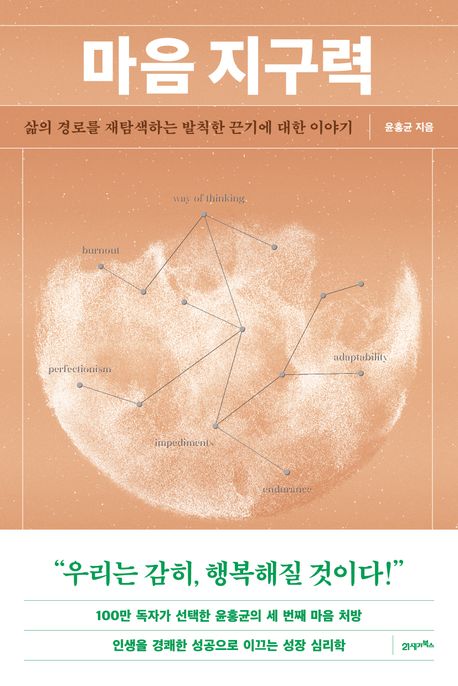 마음 지구력
삶의 경로를 재탐색하는 발칙한 끈기에 대한 이야기
윤홍균 지음
way of thinking
burnout
adaptability
perfectionism
impediments
endurance
“우리는 감히, 행복해질 것이다!”
100만 독자가 선택한 윤홍균의 세 번째 마음 처방
인생을 경쾌한 성공으로 이끄는 성장 심리학
21세기북스